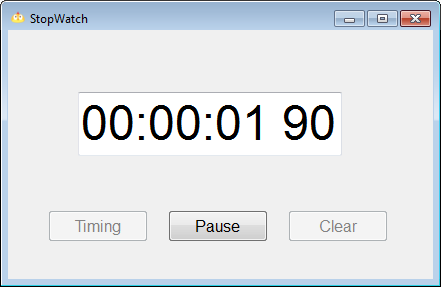 StopWatch
00:00:01 90
Timing Pause Clear